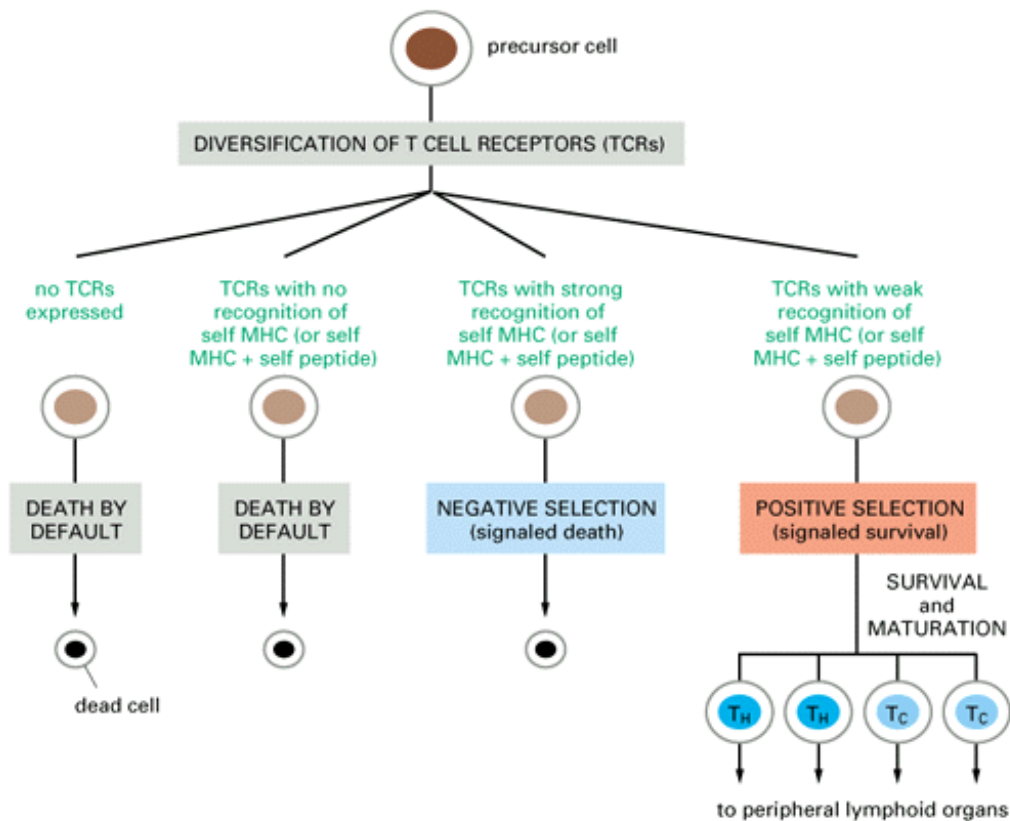 precursor cell
DIVERSIFICATION OF T CELL RECEPTORS (TCRs)
no TCRs
expressed
TCRs with no
recognition of
self MHC (or self
MHC + self peptide)
TCRs with strong
recognition of
self MHC (or self
MHC + self peptide)
TCRs with weak
recognition of
self MHC (or self
MHC + self peptide)
DEATH BY
DEFAULT
DEATH BY
DEFAULT
NEGATIVE SELECTION
(signaled death)
POSITIVE SELECTION
(signaled survival)
SURVIVAL
and
MATURATION
dead cell
TH
TH
TC
TC
to peripheral lymphoid organs